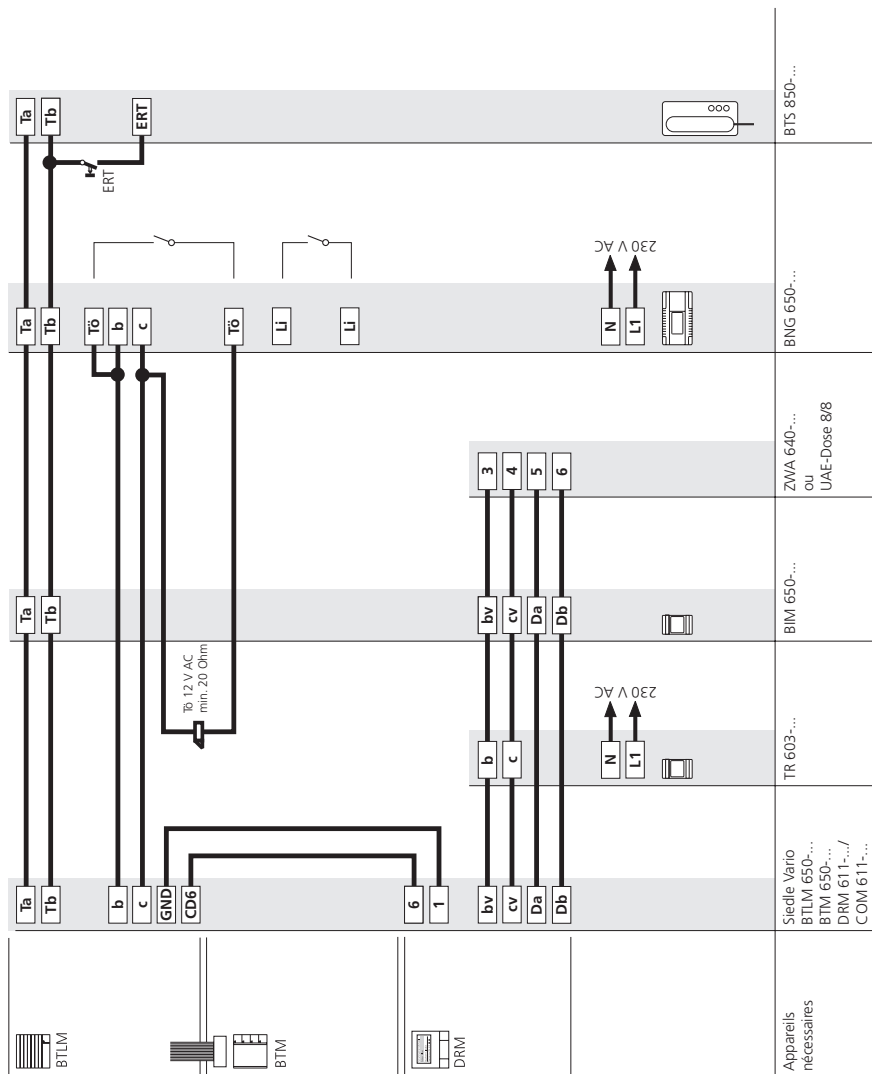 BTLM
BTM
DRM
Appareils
nécessaires
Ta
Tb
b
c
GND
CD6
6
1
bv
cv
Da
Db
Siedle Vario
BTLM 650-...
BTM 650-...
DRM 611-.../
COM 611-...
Tö 12 V AC
min. 20 Ohm
b
c
N
L1
230 V AC
TR 603-...
Ta
Tb
bv
cv
Da
Db
BIM 650-...
3
4
5
6
ZWA 640-...
ou
UAE-Dose 8/8
Ta
Tb
Tö
b
c
Tö
Li
Li
N
L1
230 V AC
BNG 650-...
ERT
Ta
Tb
ERT
BTS 850-...